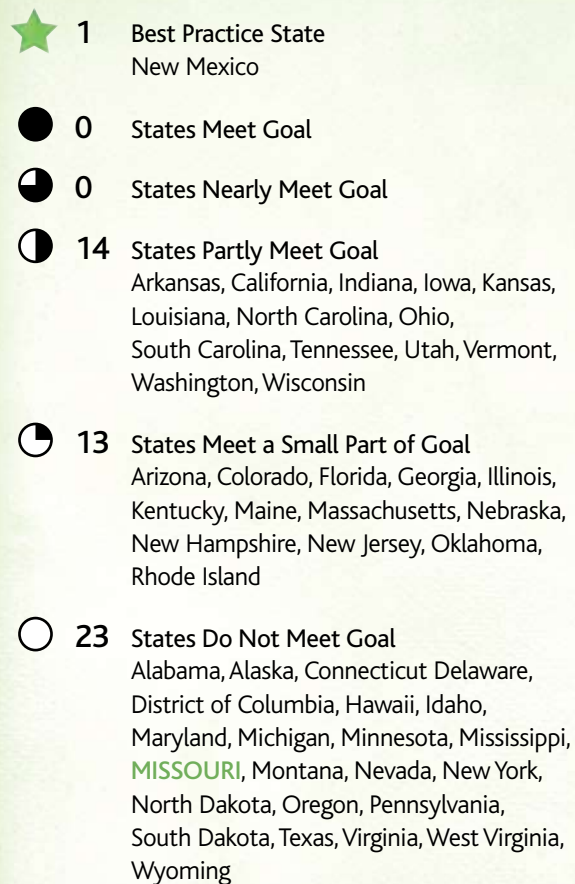 1 Best Practice State
New Mexico
0 States Meet Goal
0 States Nearly Meet Goal
14 States Partly Meet Goal
Arkansas, California, Indiana, Iowa, Kansas,
Louisiana, North Carolina, Ohio,
South Carolina, Tennessee, Utah, Vermont,
Washington, Wisconsin
13 States Meet a Small Part of Goal
Arizona, Colorado, Florida, Georgia, Illinois,
Kentucky, Maine, Massachusetts, Nebraska,
New Hampshire, New Jersey, Oklahoma,
Rhode Island
23 States Do Not Meet Goal
Alabama, Alaska, Connecticut Delaware,
District of Columbia, Hawaii, Idaho,
Maryland, Michigan, Minnesota, Mississippi,
MISSOURI, Montana, Nevada, New York,
North Dakota, Oregon, Pennsylvania,
South Dakota, Texas, Virginia, West Virginia,
Wyoming